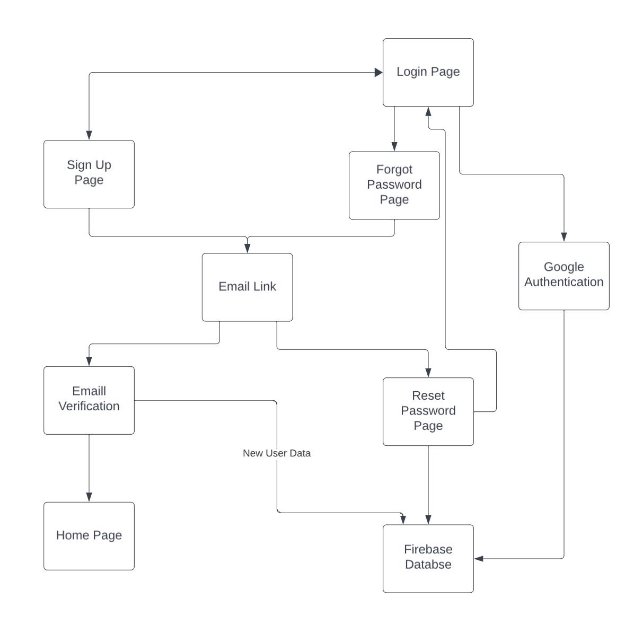 Login Page
Sign Up
Page
Forgot
Password
Page
Google
Authentication
Email Link
Emaill
Verification
Reset
Password
Page
New User Data
Home Page
Firebase
Databse